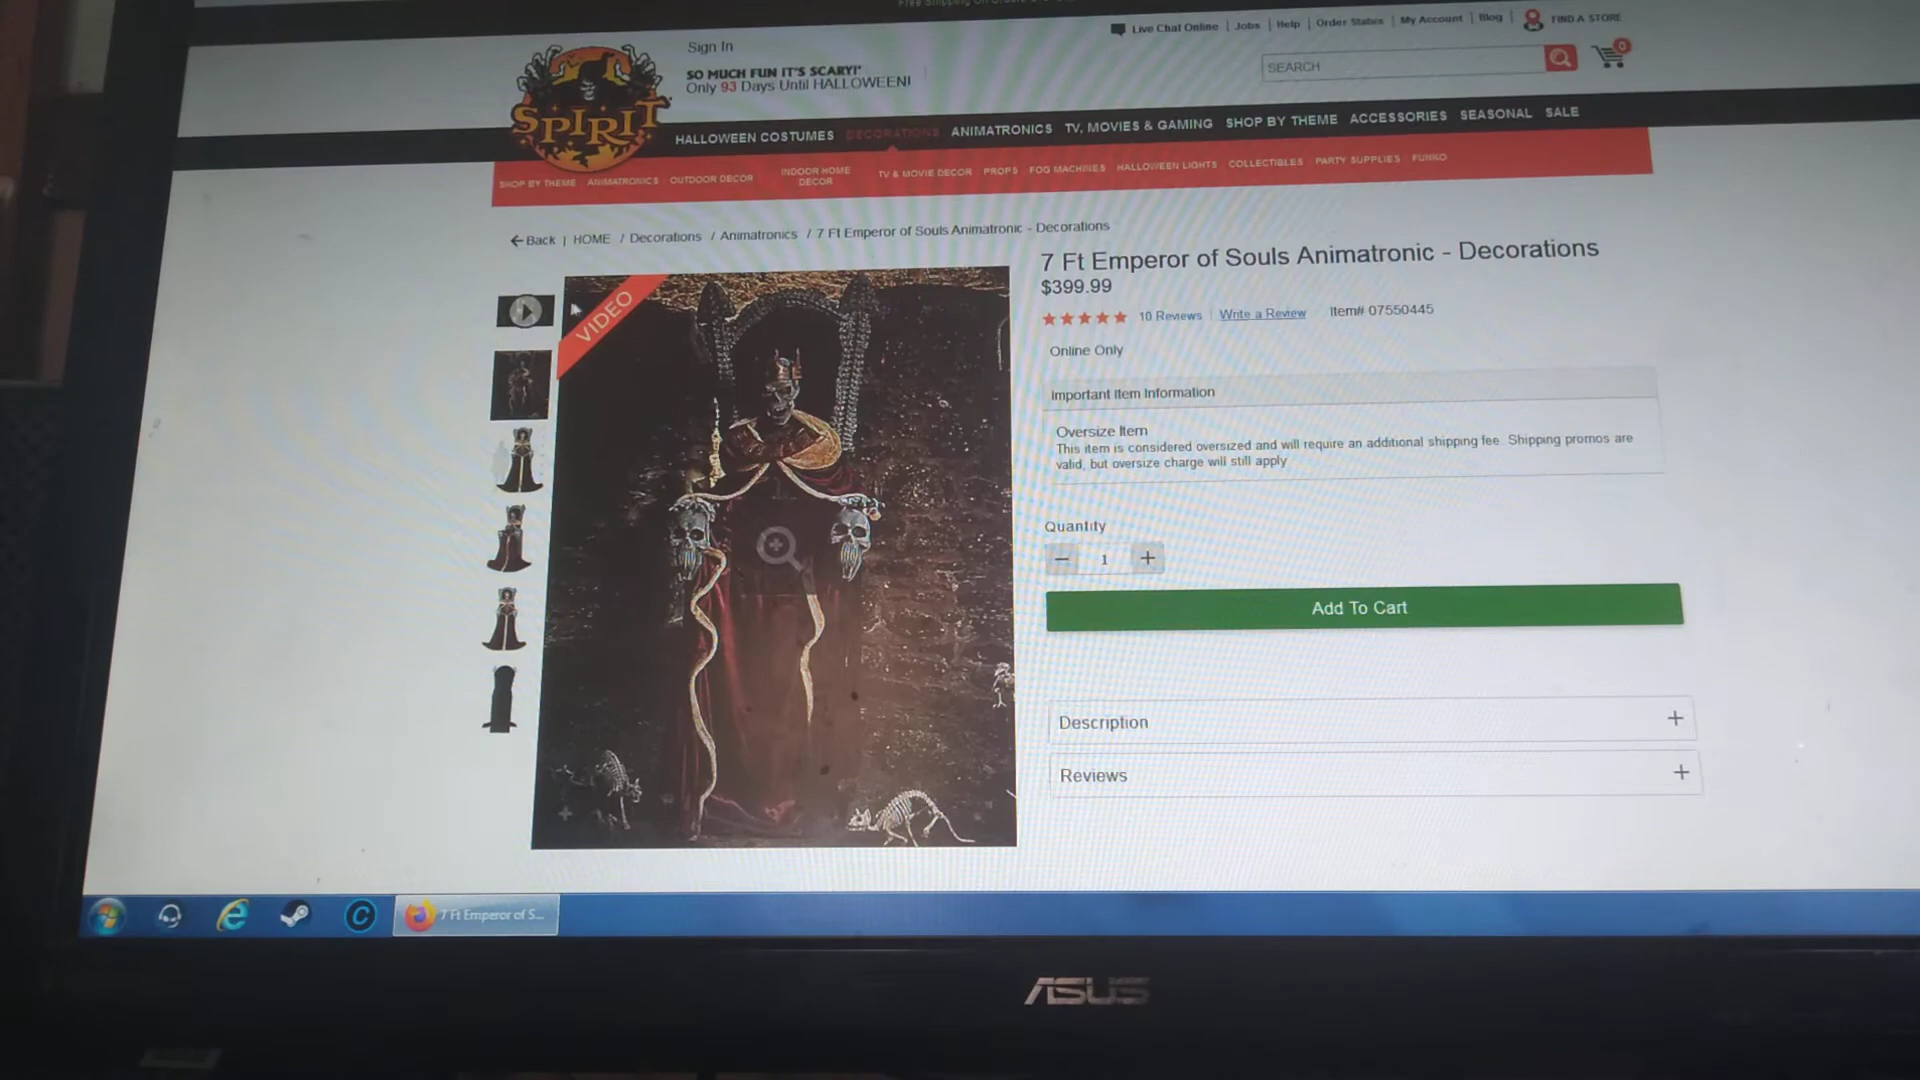 Live Chat Online | Jobs | Help | Order Status | My Account | Blog | FIND A STORE
Sign In
SO MUCH FUN IT'S SCARY!
Only 93 Days Until HALLOWEEN!
SEARCH
0
SPIRIT
HALLOWEEN COSTUMES DECORATIONS ANIMATRONICS TV, MOVIES & GAMING SHOP BY THEME ACCESSORIES SEASONAL SALE
SHOP BY THEME ANIMATRONICS OUTDOOR DECOR INDOOR HOME DECOR TV & MOVIE DECOR PROPS FOG MACHINES HALLOWEEN LIGHTS COLLECTIBLES PARTY SUPPLIES FUNKO
Back | HOME / Decorations / Animatronics / 7 Ft Emperor of Souls Animatronic - Decorations
VIDEO
7 Ft Emperor of Souls Animatronic - Decorations
$399.99
10 Reviews | Write a Review Item# 07550445
Online Only
Important Item Information
Oversize Item
This item is considered oversized and will require an additional shipping fee. Shipping promos are
valid, but oversize charge will still apply
Quantity
− 1 +
Add To Cart
Description +
Reviews +
7 Ft Emperor of S...
ASUS